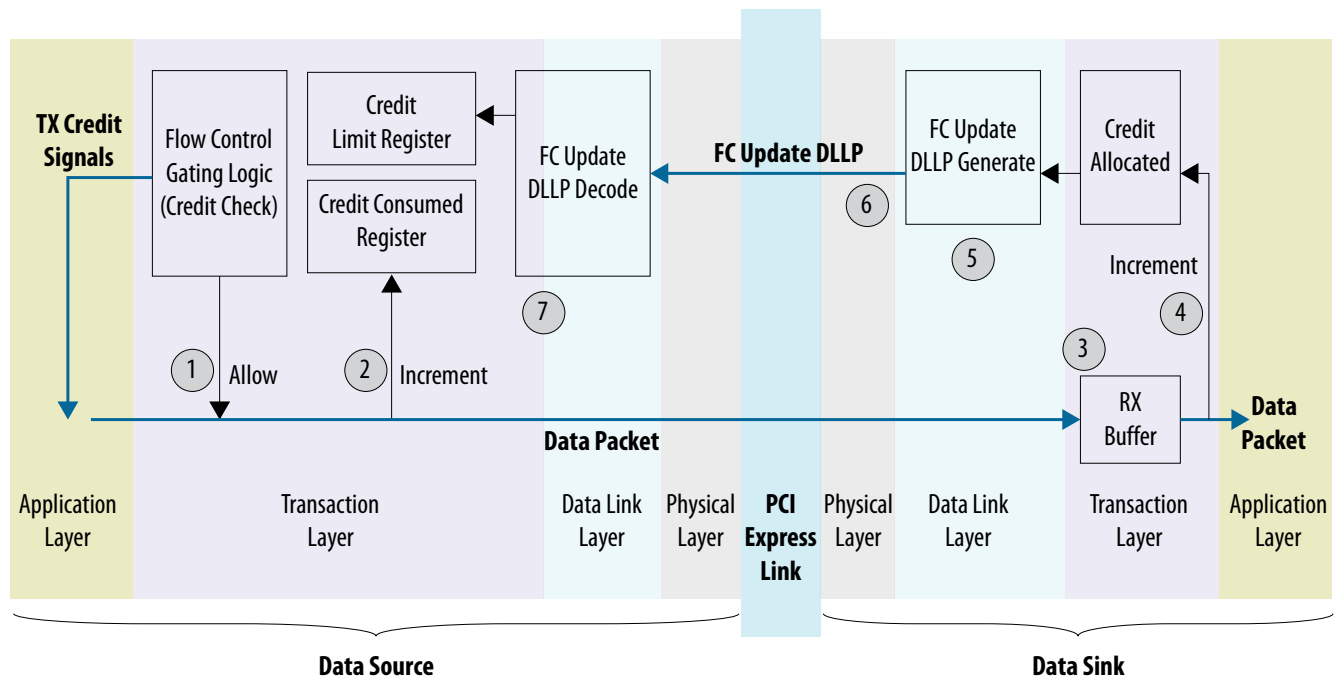 TX Credit
Signals
Flow Control
Gating Logic
(Credit Check)
Credit
Limit Register
Credit Consumed
Register
FC Update
DLLP Decode
FC Update DLLP
FC Update
DLLP Generate
Credit
Allocated
6
5
Increment
4
7
3
1
Allow
2
Increment
RX
Buffer
Data
Packet
Data Packet
Application
Layer
Transaction
Layer
Data Link
Layer
Physical
Layer
PCI
Express
Link
Physical
Layer
Data Link
Layer
Transaction
Layer
Application
Layer
Data Source
Data Sink